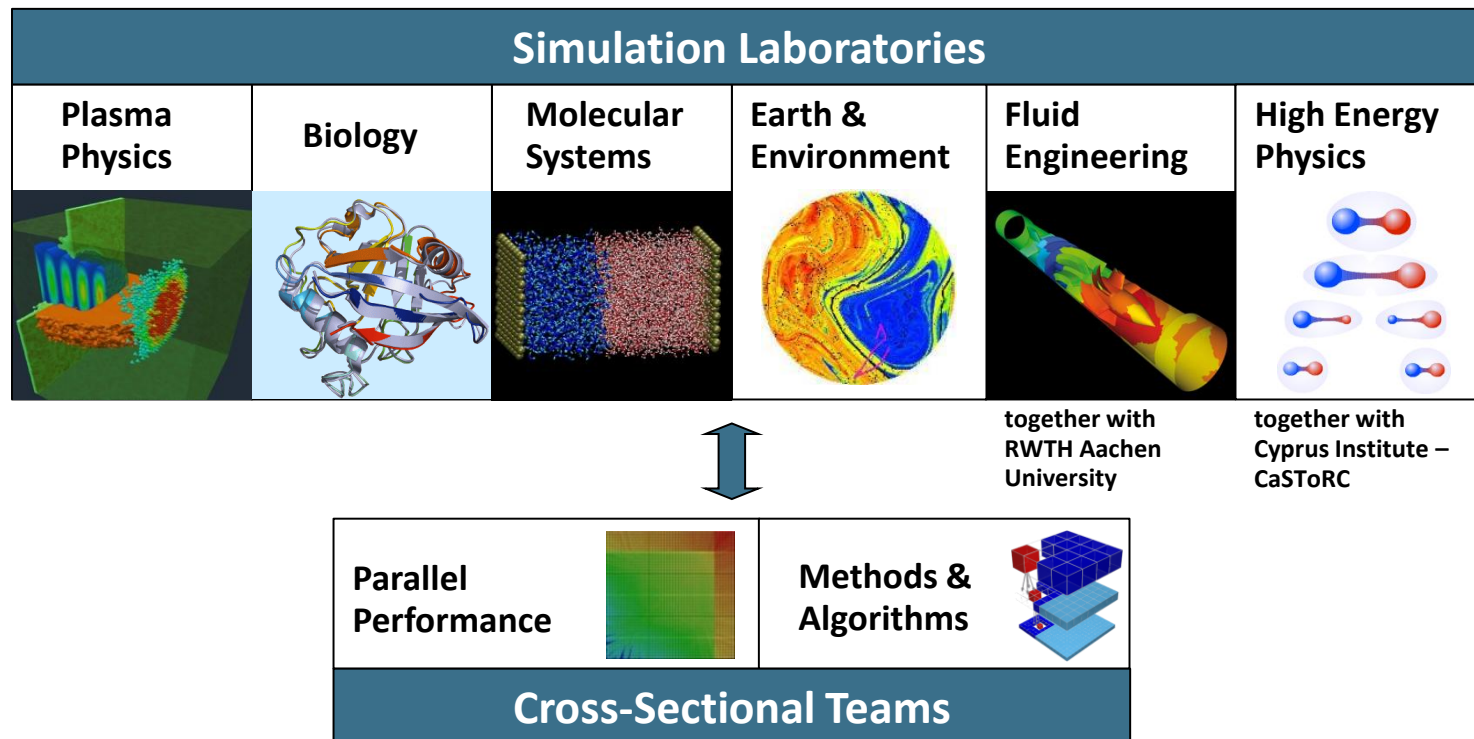 Simulation Laboratories
Plasma
Physics
Biology
Molecular
Systems
Earth &
Environment
Fluid
Engineering
High Energy
Physics
together with
RWTH Aachen
University
together with
Cyprus Institute –
CaSToRC
Parallel
Performance
Methods &
Algorithms
Cross-Sectional Teams